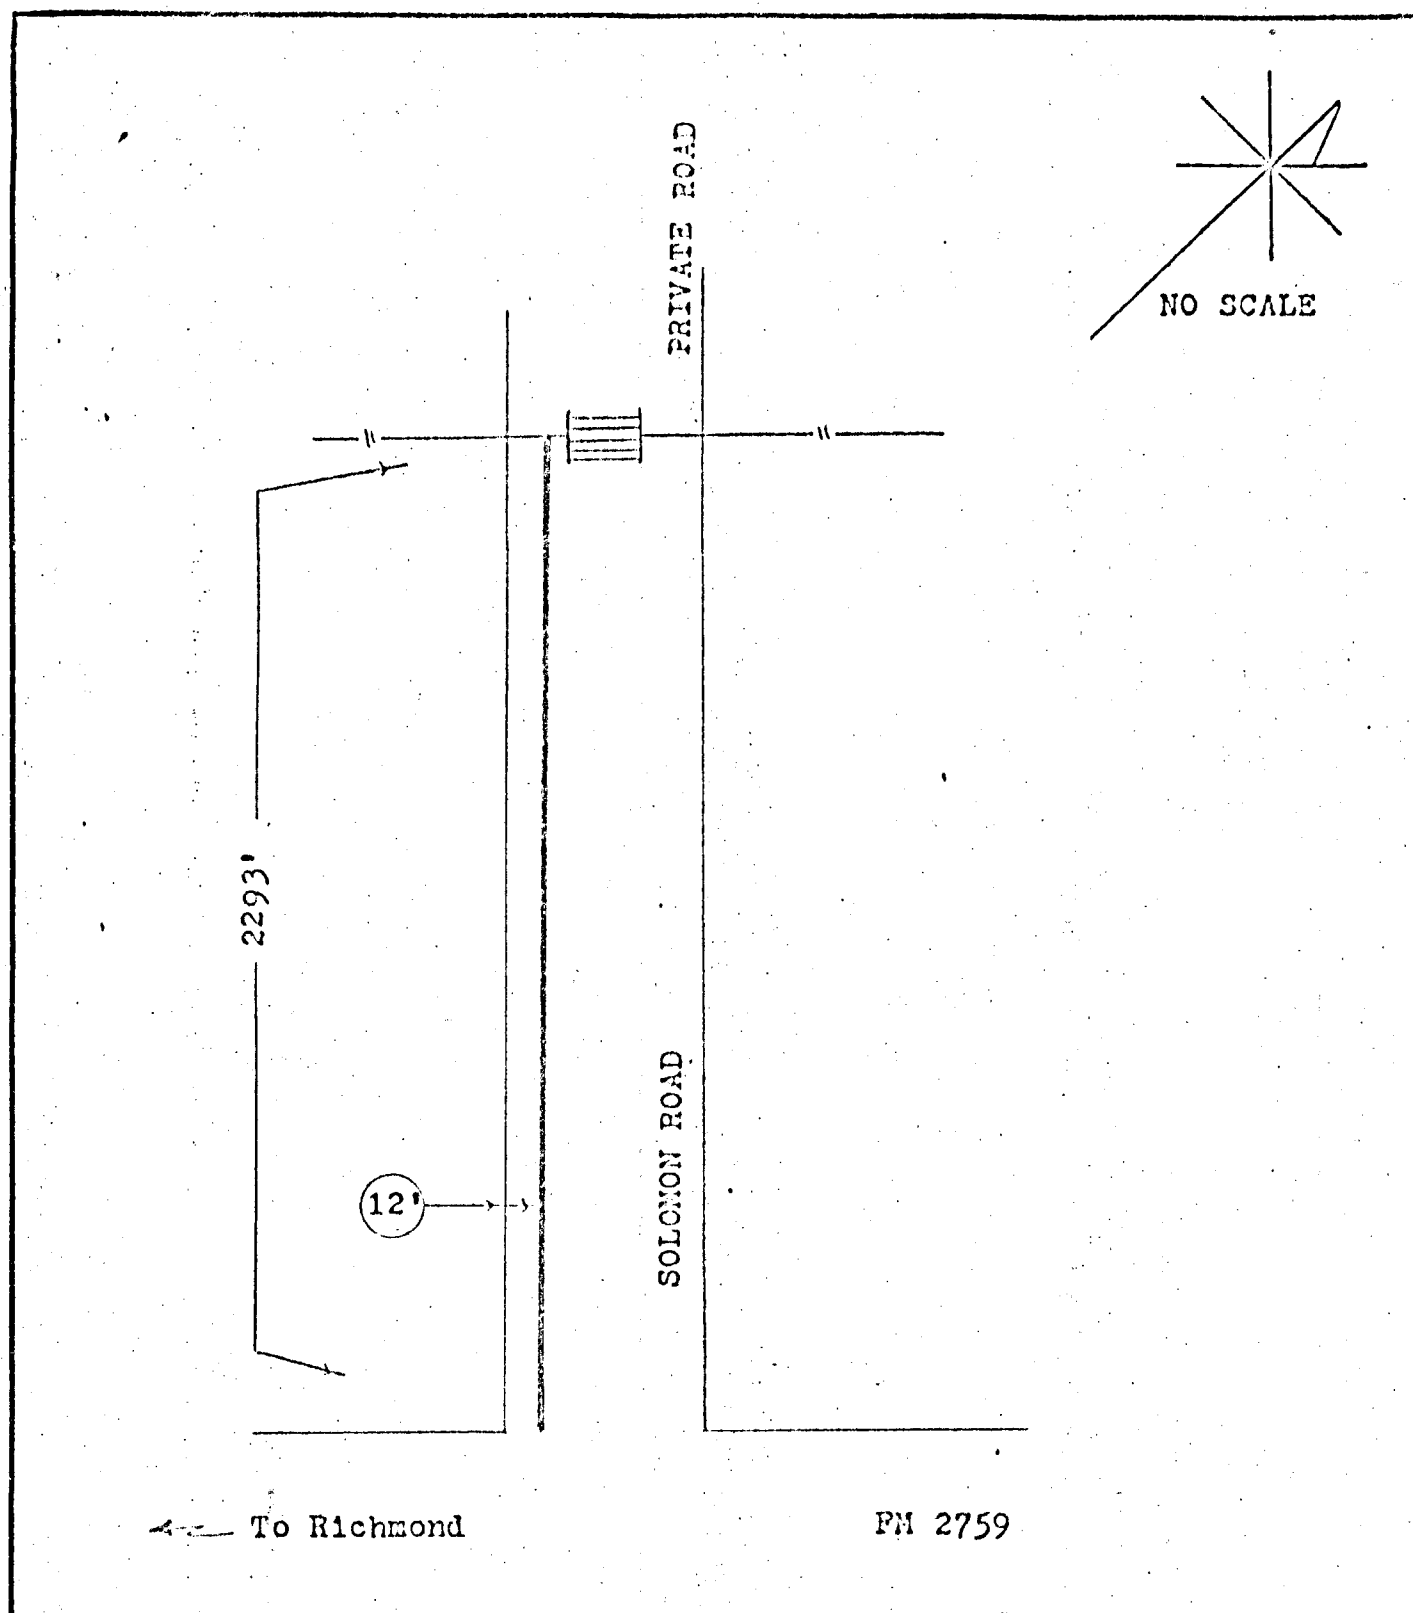 PRIVATE ROAD
NO SCALE
2293'
SOLOMON ROAD
12'
To Richmond
FM 2759